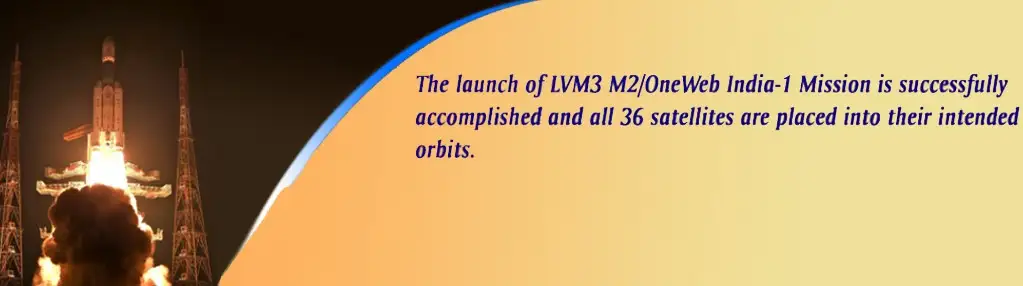 The launch of LVM3 M2/OneWeb India-1 Mission is successfully
accomplished and all 36 satellites are placed into their intended
orbits.